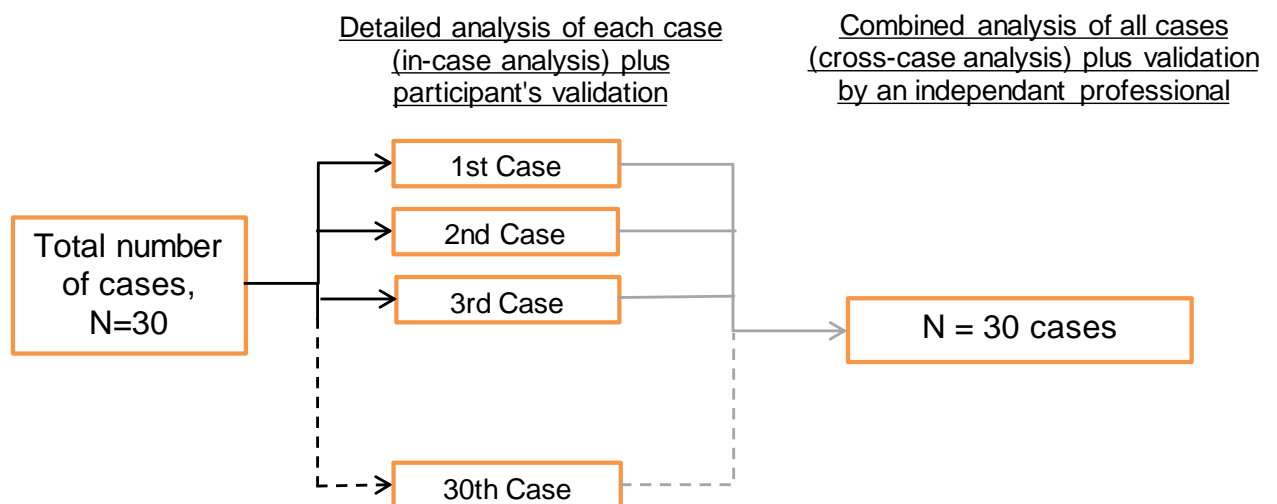 Detailed analysis of each case
(in-case analysis) plus
participant's validation
Combined analysis of all cases
(cross-case analysis) plus validation
by an independant professional
Total number
of cases,
N=30
1st Case
2nd Case
3rd Case
30th Case
N = 30 cases